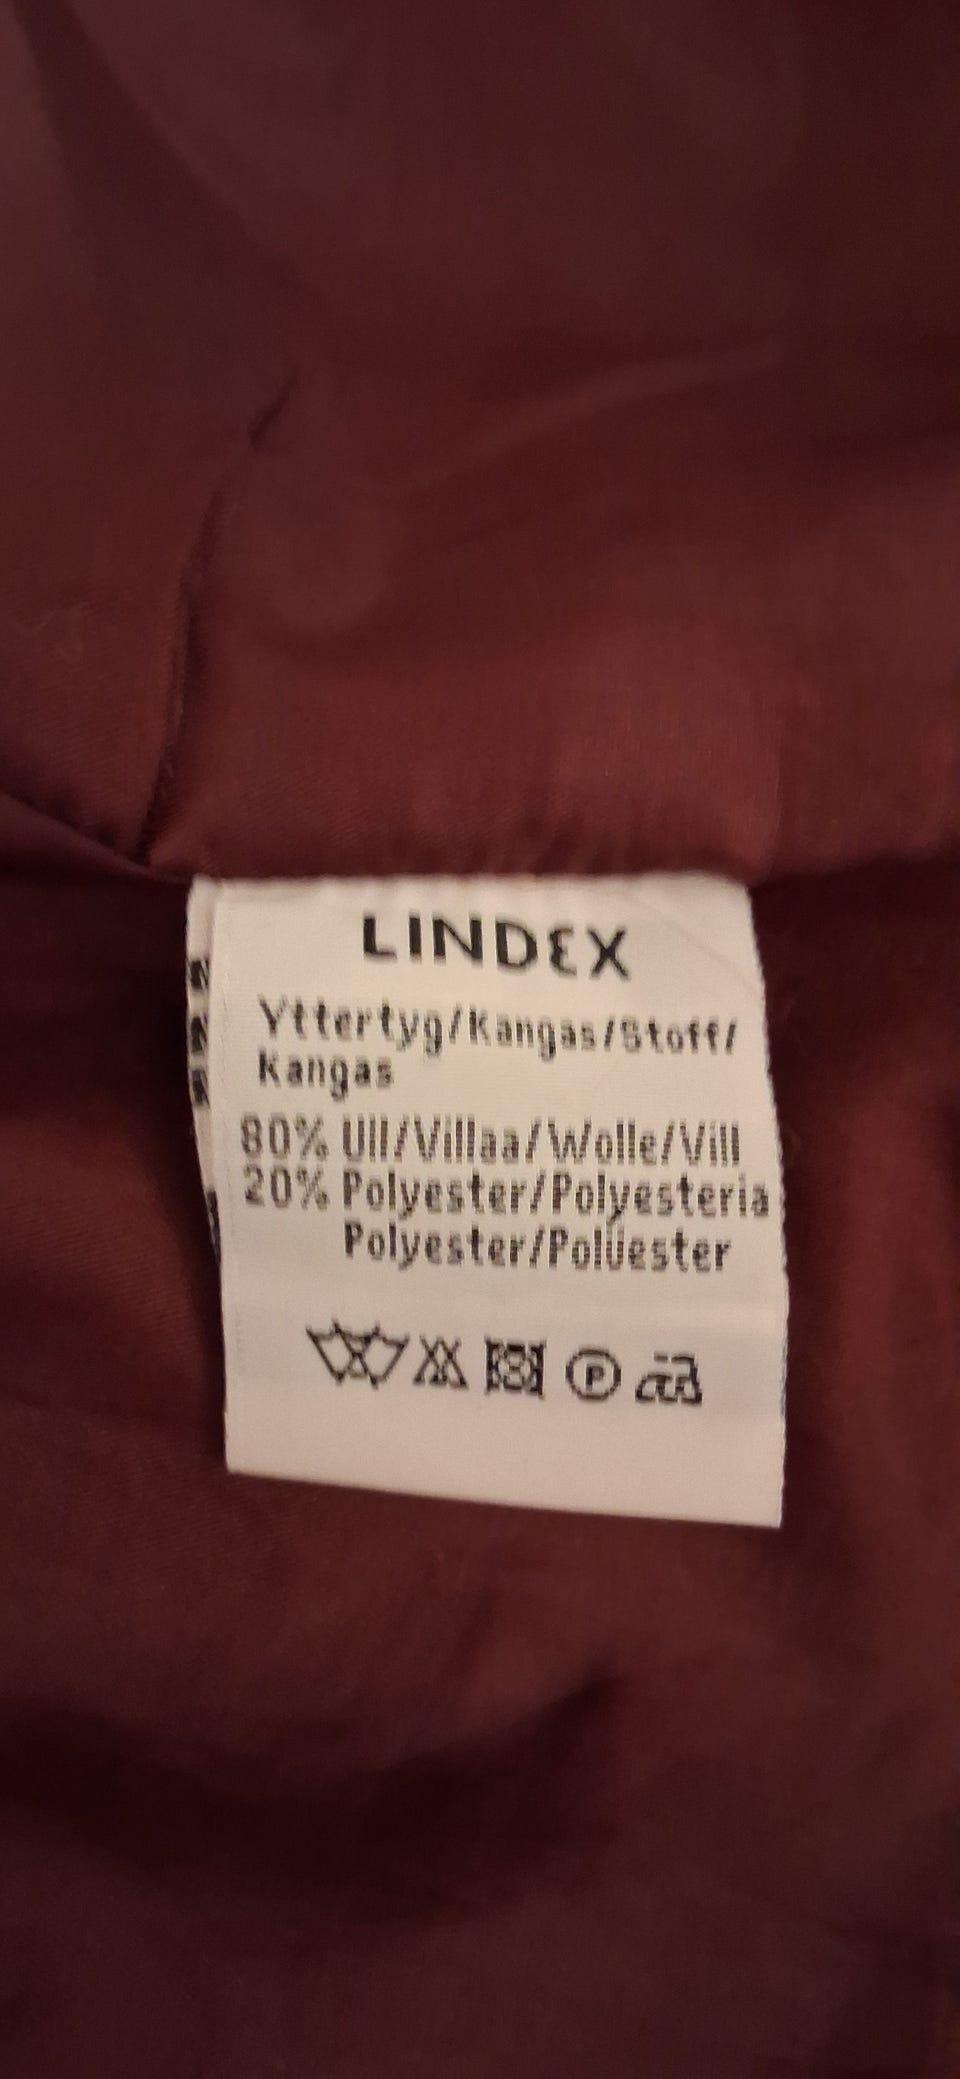 LINDEX
Yttertyg/Kangas/Stoff/
Kangas
80% Ull/Villaa/Wolle/Vill
20% Polyester/Polyesteria
Polyester/Polüester
P